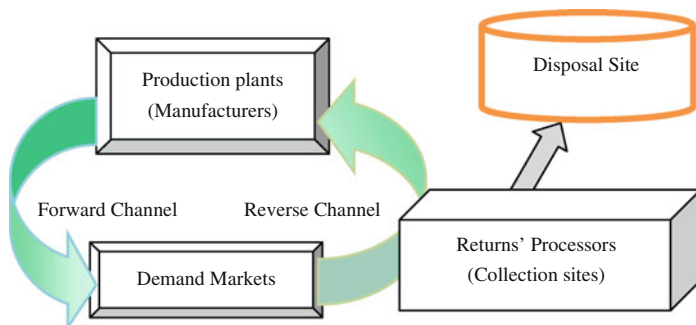 Production plants
(Manufacturers)
Disposal Site
Forward Channel
Reverse Channel
Demand Markets
Returns’ Processors
(Collection sites)